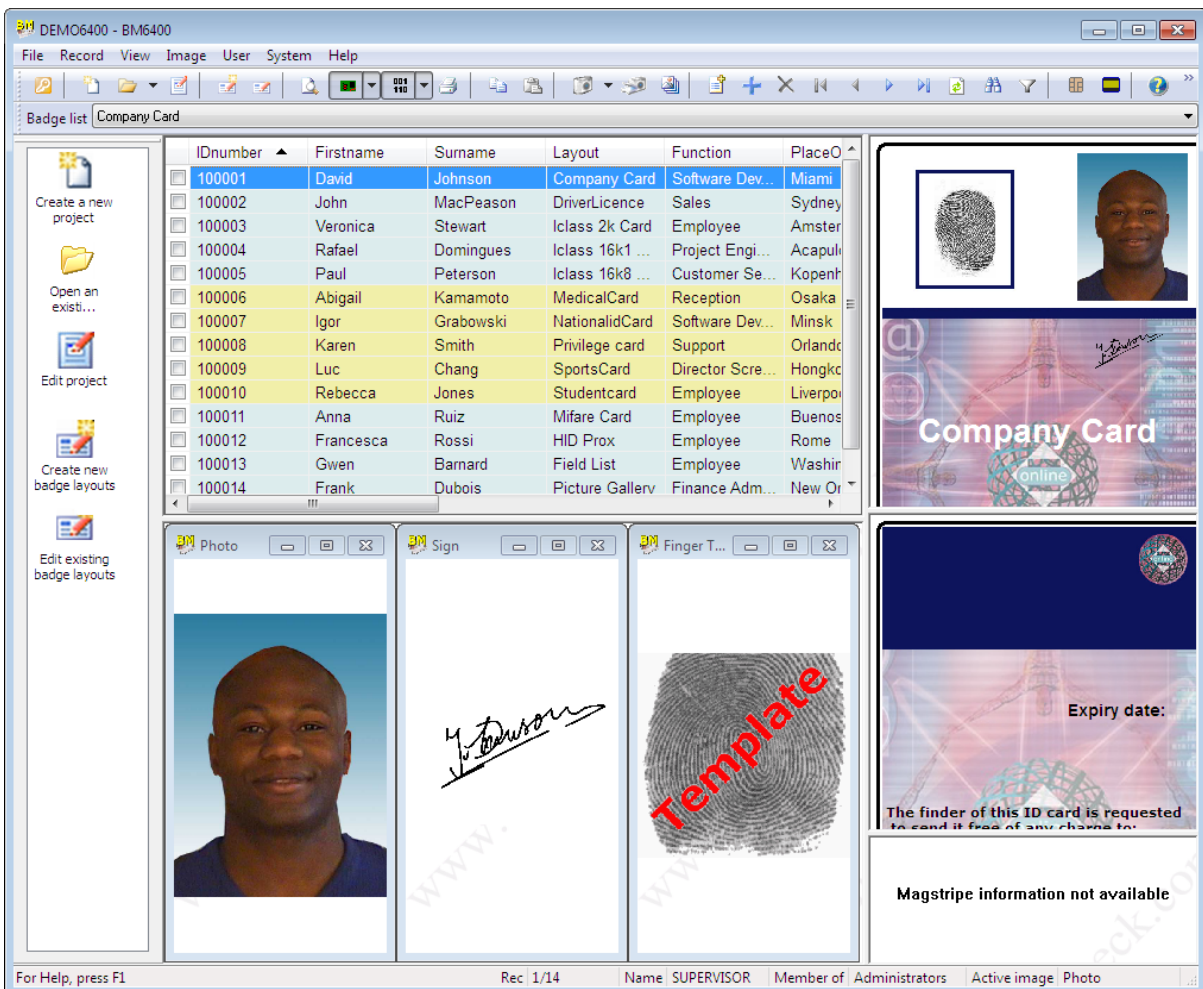 DEMO6400 - BM6400
File Record View Image User System Help
Badge list Company Card
Create a new
project
Open an
existi...
Edit project
Create new
badge layouts
Edit existing
badge layouts
IDnumber Firstname Surname Layout Function PlaceO
100001 David Johnson Company Card Software Dev... Miami
100002 John MacPeason DriverLicence Sales Sydney
100003 Veronica Stewart Iclass 2k Card Employee Amster
100004 Rafael Domingues Iclass 16k1 ... Project Engi... Acapulc
100005 Paul Peterson Iclass 16k8 ... Customer Se... Kopenh
100006 Abigail Kamamoto MedicalCard Reception Osaka
100007 Igor Grabowski NationalidCard Software Dev... Minsk
100008 Karen Smith Privilege card Support Orlando
100009 Luc Chang SportsCard Director Scre... Hongko
100010 Rebecca Jones Studentcard Employee Liverpoo
100011 Anna Ruiz Mifare Card Employee Buenos
100012 Francesca Rossi HID Prox Employee Rome
100013 Gwen Barnard Field List Employee Washin
100014 Frank Dubois Picture Gallery Finance Adm... New Or
Photo
Sign
Finger T...
Template
www.
Company Card
online
Expiry date:
The finder of this ID card is requested
to send it free of any charge to:
Magstripe information not available
For Help, press F1
Rec 1/14 Name SUPERVISOR Member of Administrators Active image Photo